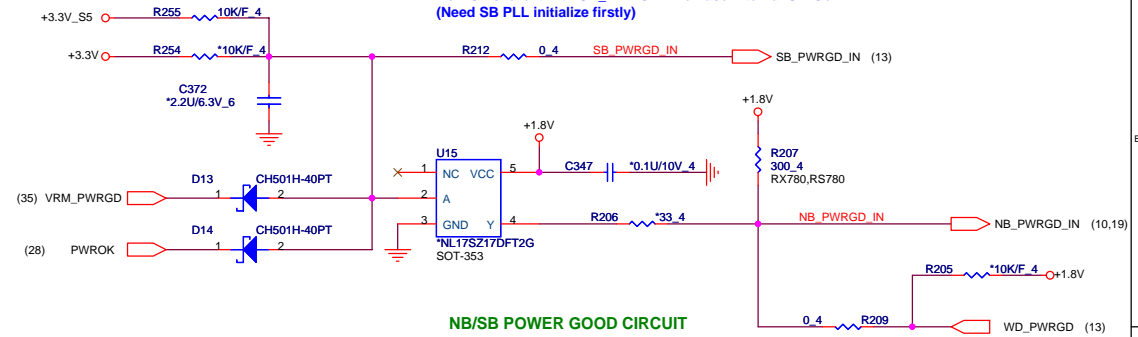 (Need SB PLL initialize firstly)
+3.3V_S5
R255
10K/F_4
+3.3V
R254
*10K/F_4
R212
0_4
SB_PWRGD_IN
SB_PWRGD_IN (13)
C372
*2.2U/6.3V_6
+1.8V
+1.8V
U15
1
NC VCC
5
C347
*0.1U/10V_4
R207
300_4
RX780,RS780
E
D13
CH501H-40PT
(35) VRM_PWRGD
1
2
2
A
3
GND Y
4
R206
*33_4
NB_PWRGD_IN
NB_PWRGD_IN (10,19)
D14
CH501H-40PT
(28) PWROK
1
2
*NL17SZ17DFT2G
SOT-353
R205
*10K/F_4
+1.8V
NB/SB POWER GOOD CIRCUIT
0_4
R209
WD_PWRGD (13)